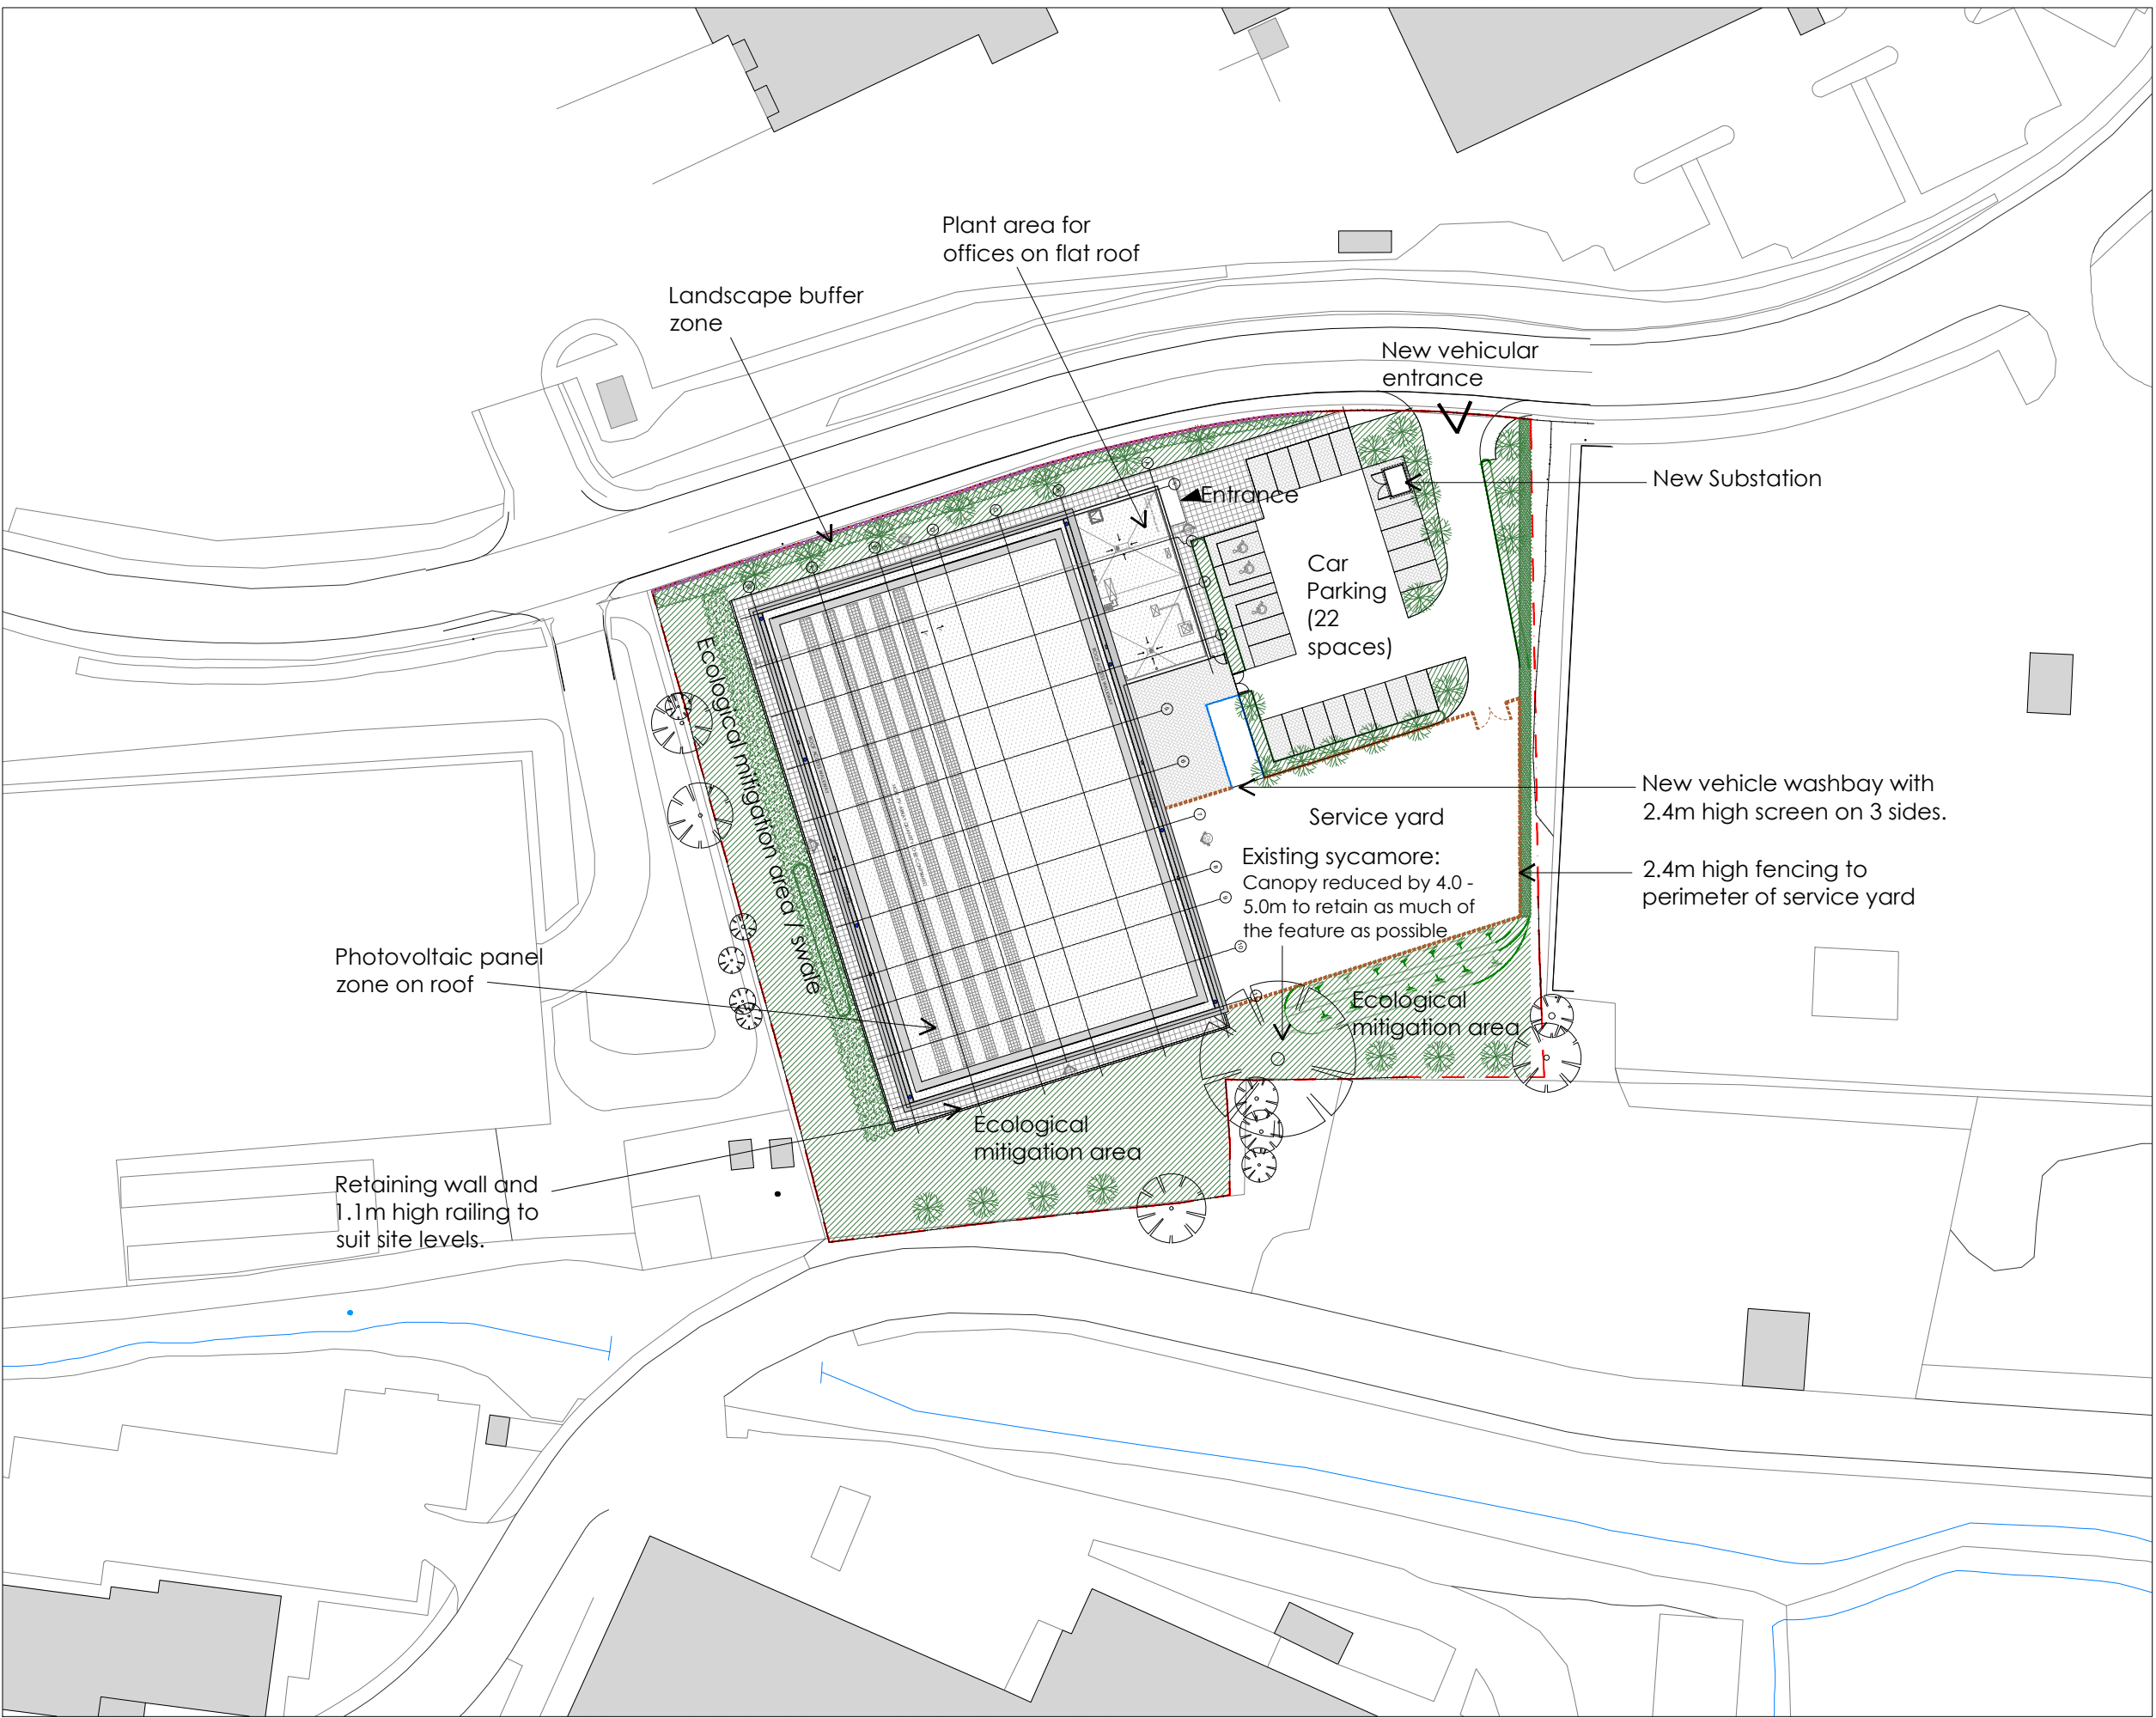 Plant area for
offices on flat roof
Landscape buffer
zone
New vehicular
entrance
New Substation
Entrance
Car
Parking
(22
spaces)
Ecological mitigation area / swale
New vehicle washbay with
2.4m high screen on 3 sides.
Service yard
Existing sycamore:
Canopy reduced by 4.0 -
5.0m to retain as much of
the feature as possible
2.4m high fencing to
perimeter of service yard
Photovoltaic panel
zone on roof
Ecological
mitigation area
Ecological
mitigation area
Retaining wall and
1.1m high railing to
suit site levels.